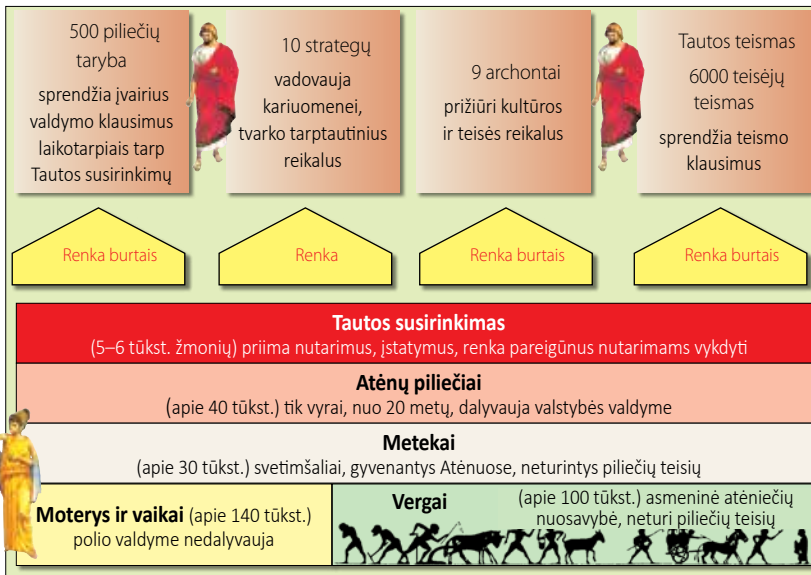 500 piliečių
taryba
sprendžia įvairius
valdymo klausimus
laikotarpiais tarp
Tautos susirinkimų
10 strategų
vadovauja
kariuomenei,
tvarko tarptautinius
reikalus
9 archontai
prižiūri kultūros
ir teisės reikalus
Tautos teismas
6000 teisėjų
teismas
sprendžia teismo
klausimus
Renka burtais
Renka
Renka burtais
Renka burtais
Tautos susirinkimas
(5–6 tūkst. žmonių) priima nutarimus, įstatymus, renka pareigūnus nutarimams vykdyti
Atėnų piliečiai
(apie 40 tūkst.) tik vyrai, nuo 20 metų, dalyvauja valstybės valdyme
Metekai
(apie 30 tūkst.) svetimšaliai, gyvenantys Atėnuose, neturintys piliečių teisių
Moterys ir vaikai (apie 140 tūkst.)
polio valdyme nedalyvauja
Vergai
(apie 100 tūkst.) asmeninė atėniečių
nuosavybė, neturi piliečių teisių